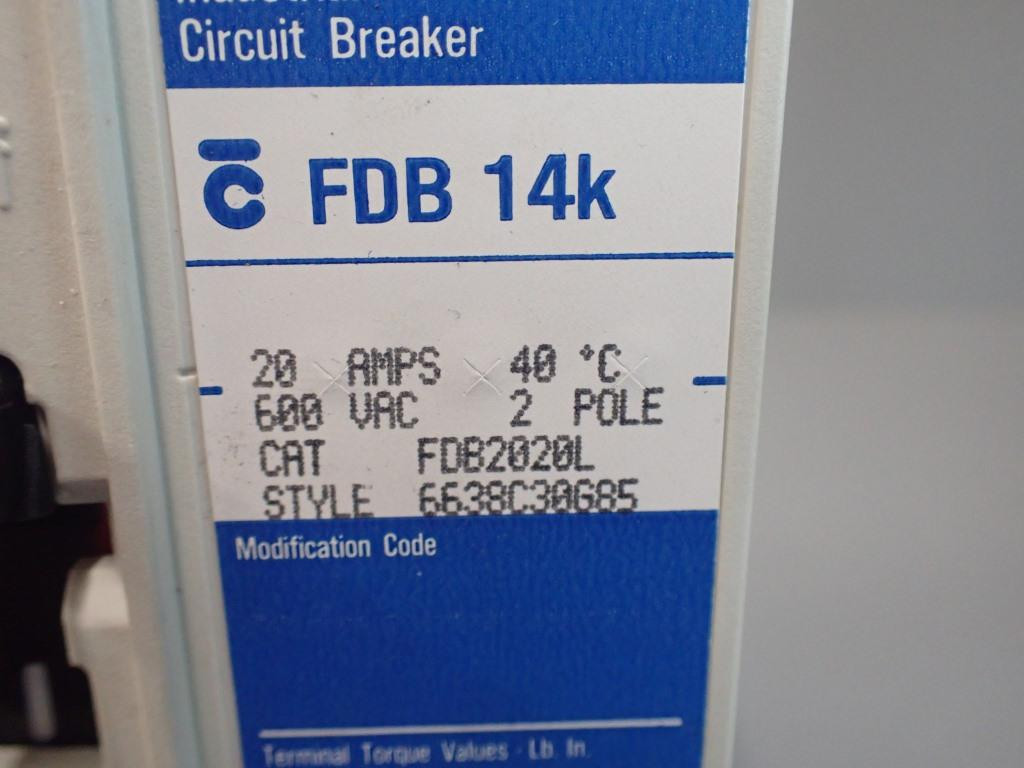 Circuit Breaker
FDB 14k
20 AMPS 40 °C
600 VAC 2 POLE
CAT FDB2020L
STYLE 6638C30G85
Modification Code
Terminal Torque Values - Lb. In.